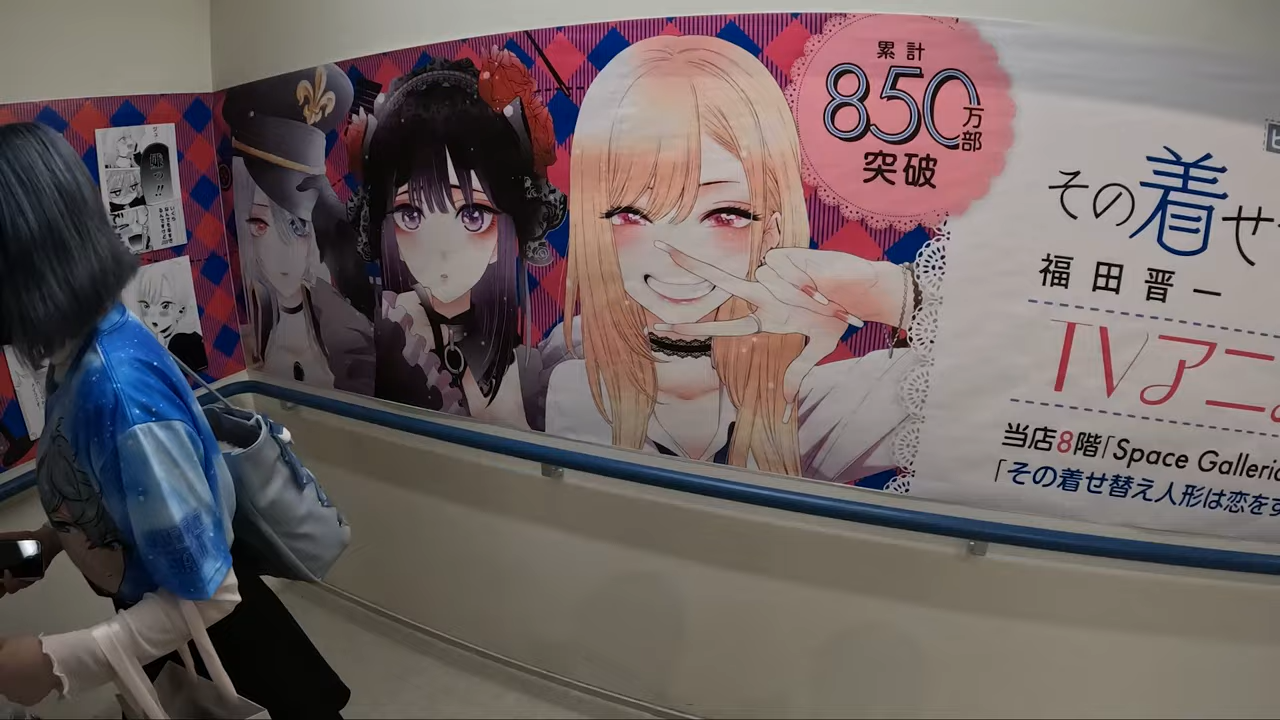 累計
850万部
突破
その着せ
福田晋一
TVアニ
当店8階「Space Galleria
「その着せ替え人形は恋をす